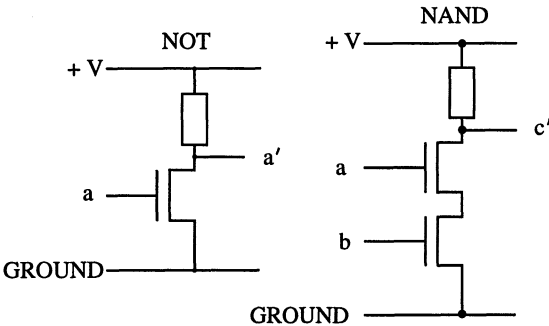 NOT
+ V
a′
a
GROUND
NAND
+ V
c′
a
b
GROUND